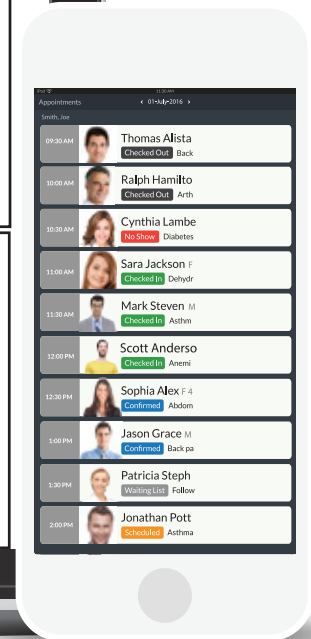 iPad 11:30 AM
Appointments ‹ 01-July-2016 ›
Smith, Joe
09:30 AM Thomas Alista
Checked Out Back
10:00 AM Ralph Hamilto
Checked Out Arth
10:30 AM Cynthia Lambe
No Show Diabetes
11:00 AM Sara Jackson F
Checked In Dehydr
11:30 AM Mark Steven M
Checked In Asthm
12:00 PM Scott Anderso
Checked In Anemi
12:30 PM Sophia Alex F 4
Confirmed Abdom
1:00 PM Jason Grace M
Confirmed Back pa
1:30 PM Patricia Steph
Waiting List Follow
2:00 PM Jonathan Pott
Scheduled Asthma